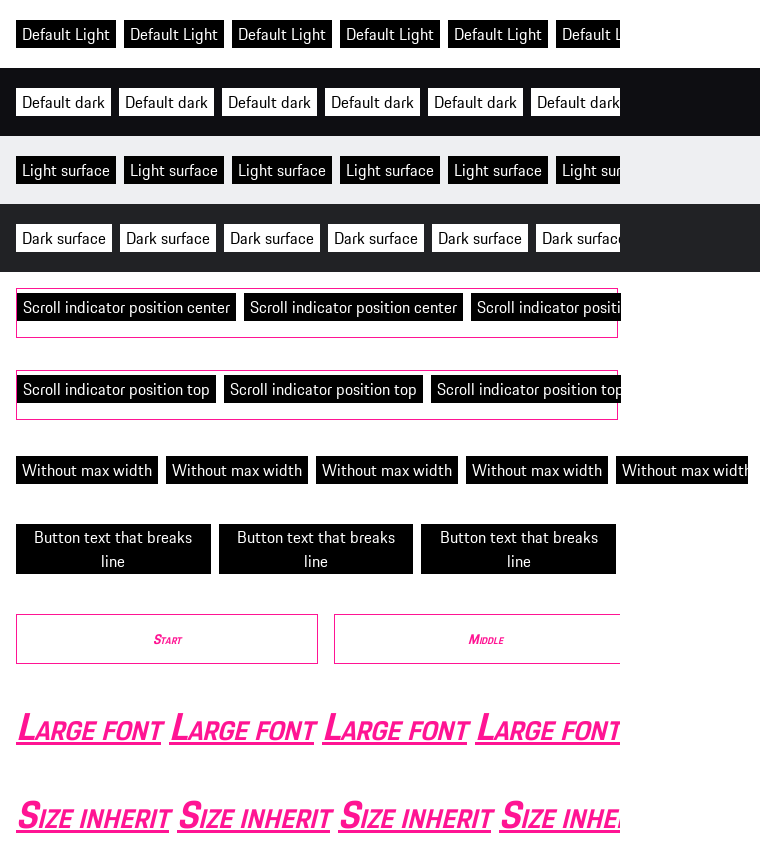 Default Light Default Light Default Light Default Light Default Light Default L
Default dark Default dark Default dark Default dark Default dark Default dark
Light surface Light surface Light surface Light surface Light surface Light sur
Dark surface Dark surface Dark surface Dark surface Dark surface Dark surface
Scroll indicator position center Scroll indicator position center Scroll indicator positi
Scroll indicator position top Scroll indicator position top Scroll indicator position top
Without max width Without max width Without max width Without max width Without max width
Button text that breaks Button text that breaks Button text that breaks
line line line
Start Middle
Large font Large font Large font Large font
Size inherit Size inherit Size inherit Size inhe